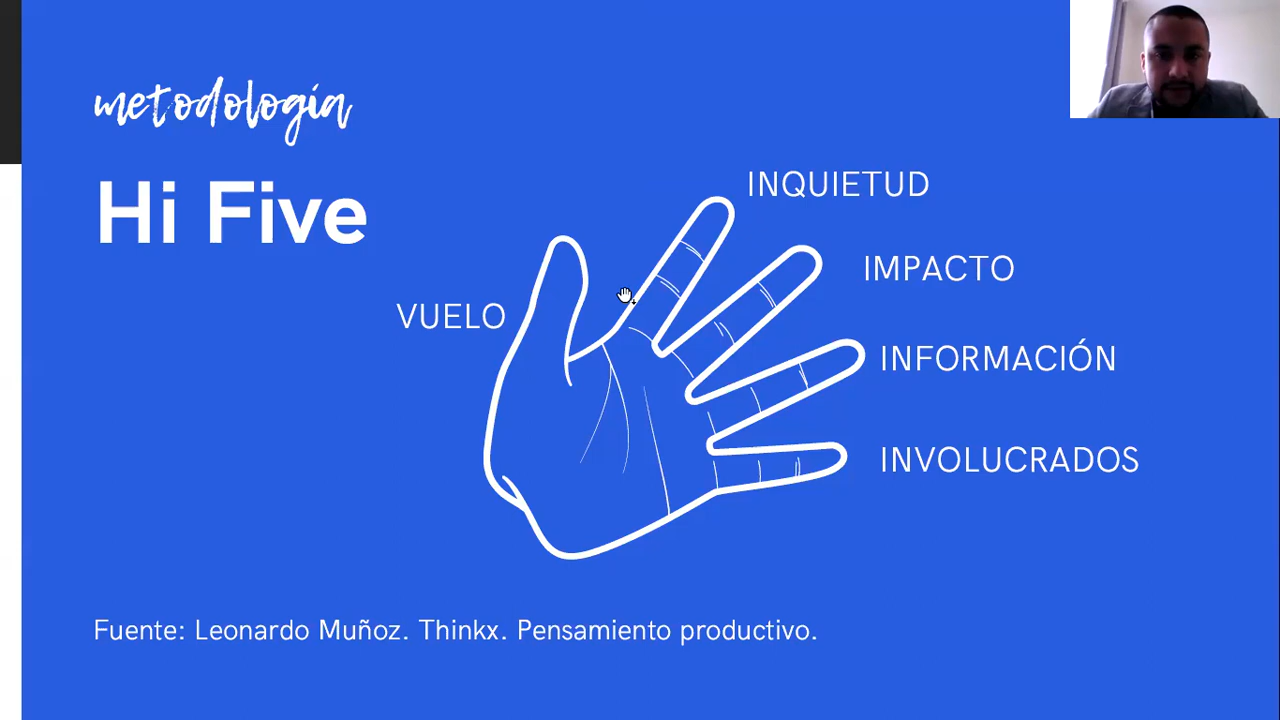 metodología
Hi Five
INQUIETUD
IMPACTO
VUELO
INFORMACIÓN
INVOLUCRADOS
Fuente: Leonardo Muñoz. Thinkx. Pensamiento productivo.